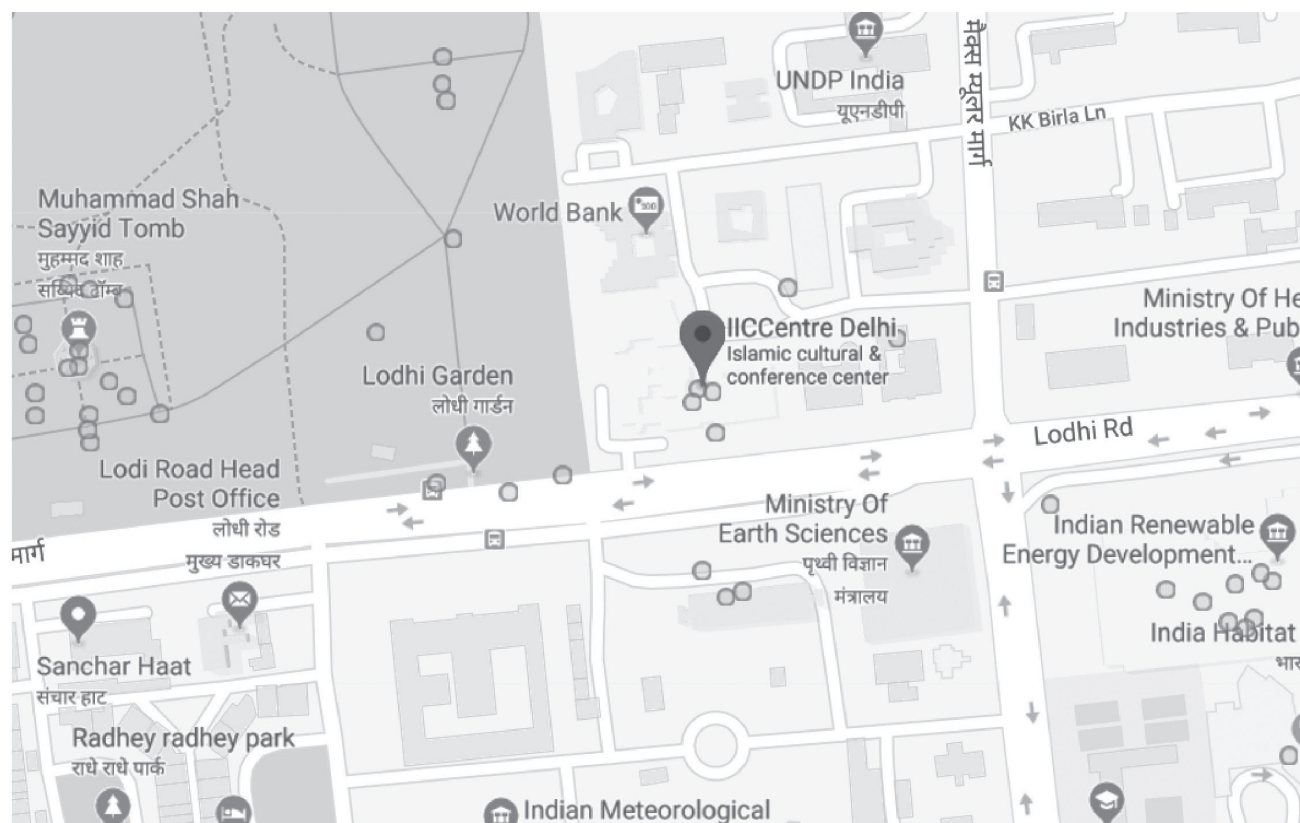 UNDP India
यूएनडीपी
मैक्स म्यूलर मार्ग
KK Birla Ln
Muhammad Shah
Sayyid Tomb
मुहम्मद शाह
सय्यिद टॉम्ब
World Bank
IICCentre Delhi
Islamic cultural &
conference center
Ministry Of He
Industries & Pub
Lodhi Garden
लोधी गार्डन
Lodhi Rd
Lodi Road Head
Post Office
लोधी रोड
मुख्य डाकघर
मार्ग
Ministry Of
Earth Sciences
पृथ्वी विज्ञान
मंत्रालय
Indian Renewable
Energy Development...
India Habitat
भार
Sanchar Haat
संचार हाट
Radhey radhey park
राधे राधे पार्क
Indian Meteorological